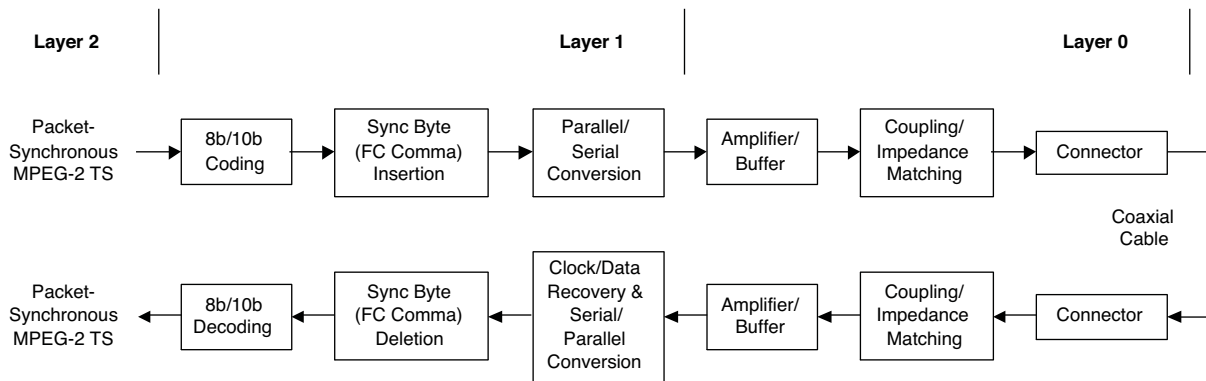 Layer 2
Layer 1
Layer 0
Packet-
Synchronous
MPEG-2 TS
8b/10b
Coding
Sync Byte
(FC Comma)
Insertion
Parallel/
Serial
Conversion
Amplifier/
Buffer
Coupling/
Impedance
Matching
Connector
Coaxial
Cable
Packet-
Synchronous
MPEG-2 TS
8b/10b
Decoding
Sync Byte
(FC Comma)
Deletion
Clock/Data
Recovery &
Serial/
Parallel
Conversion
Amplifier/
Buffer
Coupling/
Impedance
Matching
Connector